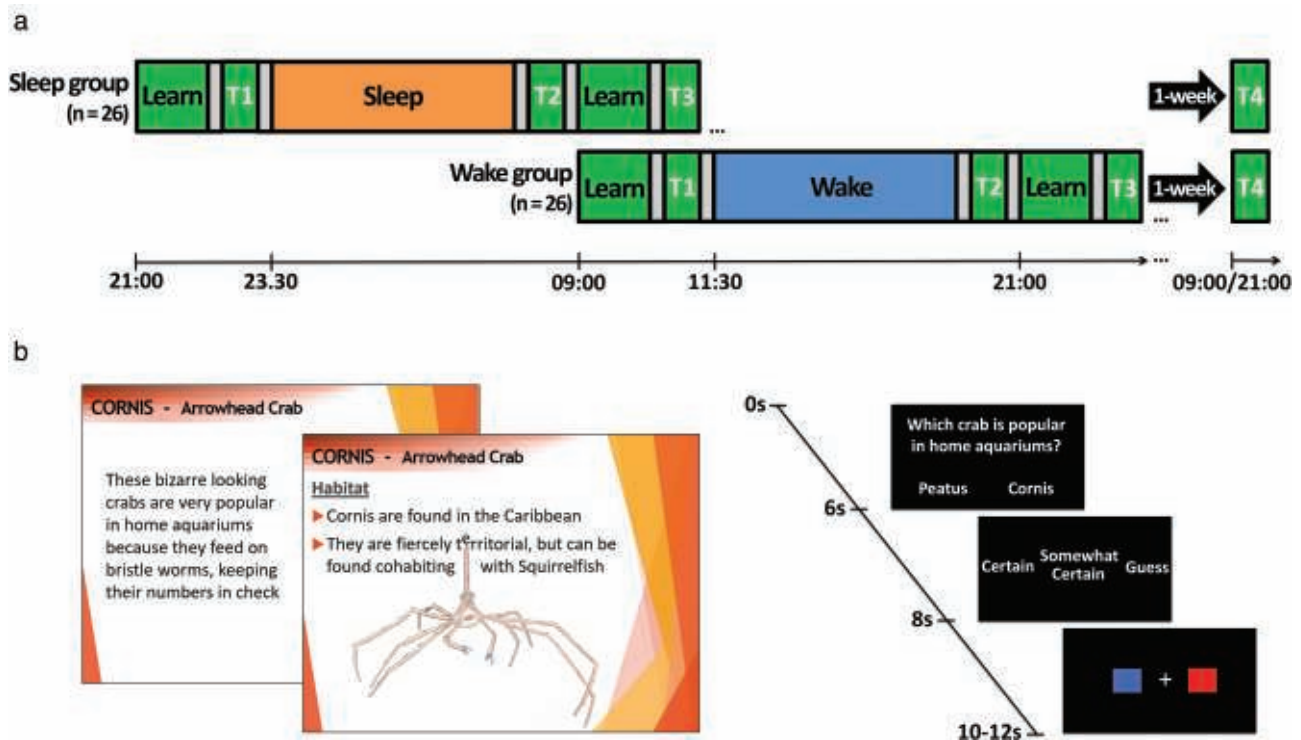 a
Sleep group
(n = 26)
Learn
T1
Sleep
T2
Learn
T3
...
1-week
T4
Wake group
(n = 26)
Learn
T1
Wake
T2
Learn
T3
1-week
...
T4
...
21:00
23.30
09:00
11:30
21:00
09:00/21:00
b
CORNIS - Arrowhead Crab
These bizarre looking
crabs are very popular
in home aquariums
because they feed on
bristle worms, keeping
their numbers in check
CORNIS - Arrowhead Crab
Habitat
Cornis are found in the Caribbean
They are fiercely territorial, but can be
found cohabiting with Squirrelfish
0s
Which crab is popular
in home aquariums?
Peatus Cornis
6s
Certain Somewhat Certain Guess
8s
+
10-12s